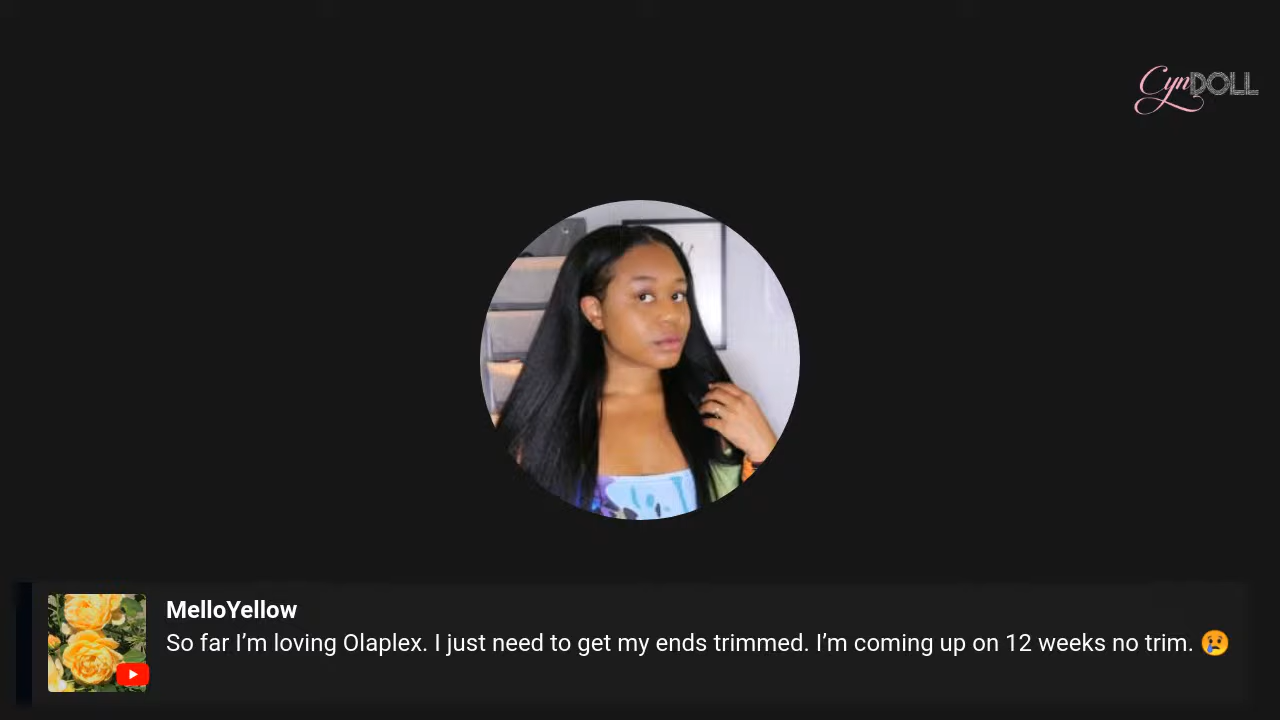 CynDOLL
MelloYellow
So far I’m loving Olaplex. I just need to get my ends trimmed. I’m coming up on 12 weeks no trim. 😢